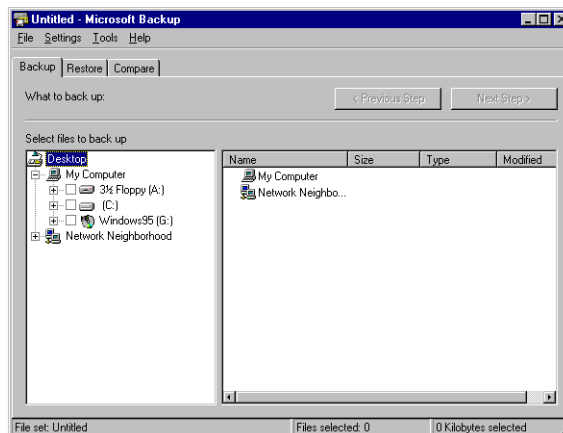 Untitled - Microsoft Backup
File Settings Tools Help
Backup Restore Compare
What to back up:
< Previous Step Next Step >
Select files to back up
Desktop
My Computer
3½ Floppy (A:)
(C:)
Windows95 (G:)
Network Neighborhood
Name Size Type Modified
My Computer
Network Neighbo...
File set: Untitled Files selected: 0 0 Kilobytes selected